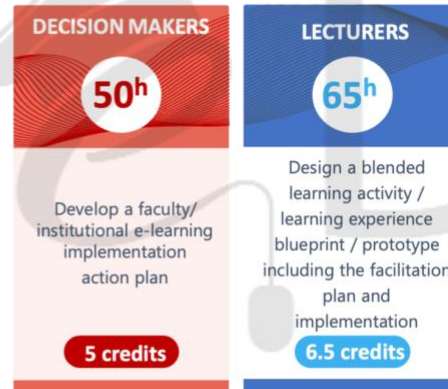 DECISION MAKERS
50h
Develop a faculty/
institutional e-learning
implementation
action plan
5 credits
LECTURERS
65h
Design a blended
learning activity /
learning experience
blueprint / prototype
including the facilitation
plan and
implementation
6.5 credits